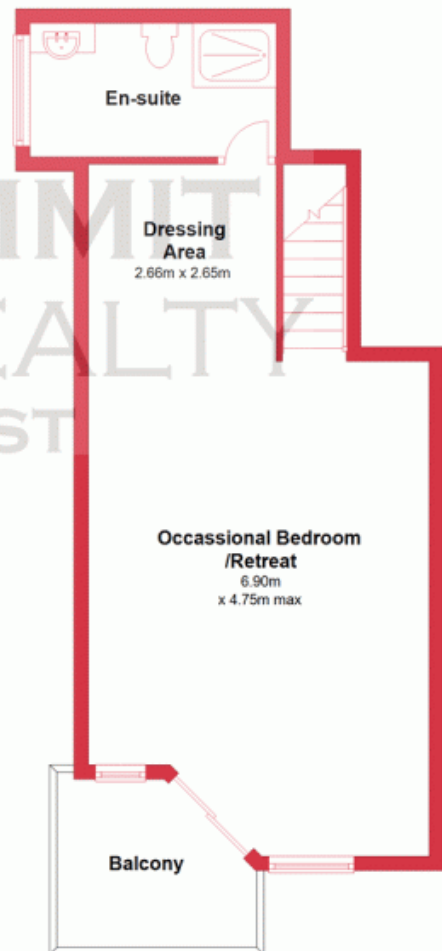 En-suite
Dressing
Area
2.66m x 2.65m
Occassional Bedroom
/Retreat
6.90m
x 4.75m max
Balcony